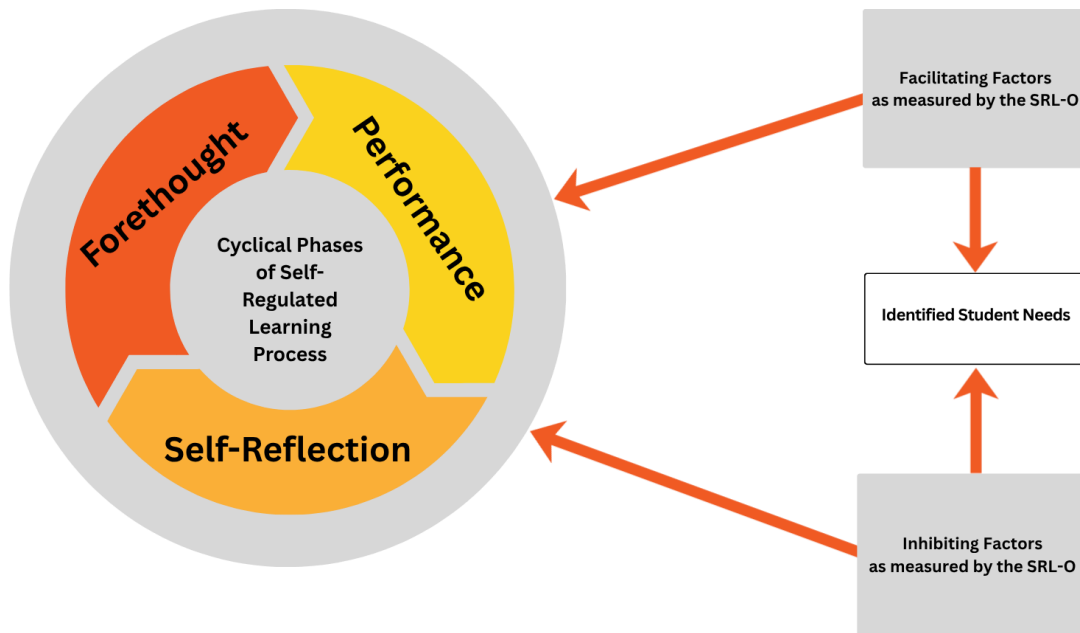 Forethought
Performance
Self-Reflection
Cyclical Phases
of Self-
Regulated
Learning
Process
Facilitating Factors
as measured by the SRL-O
Identified Student Needs
Inhibiting Factors
as measured by the SRL-O